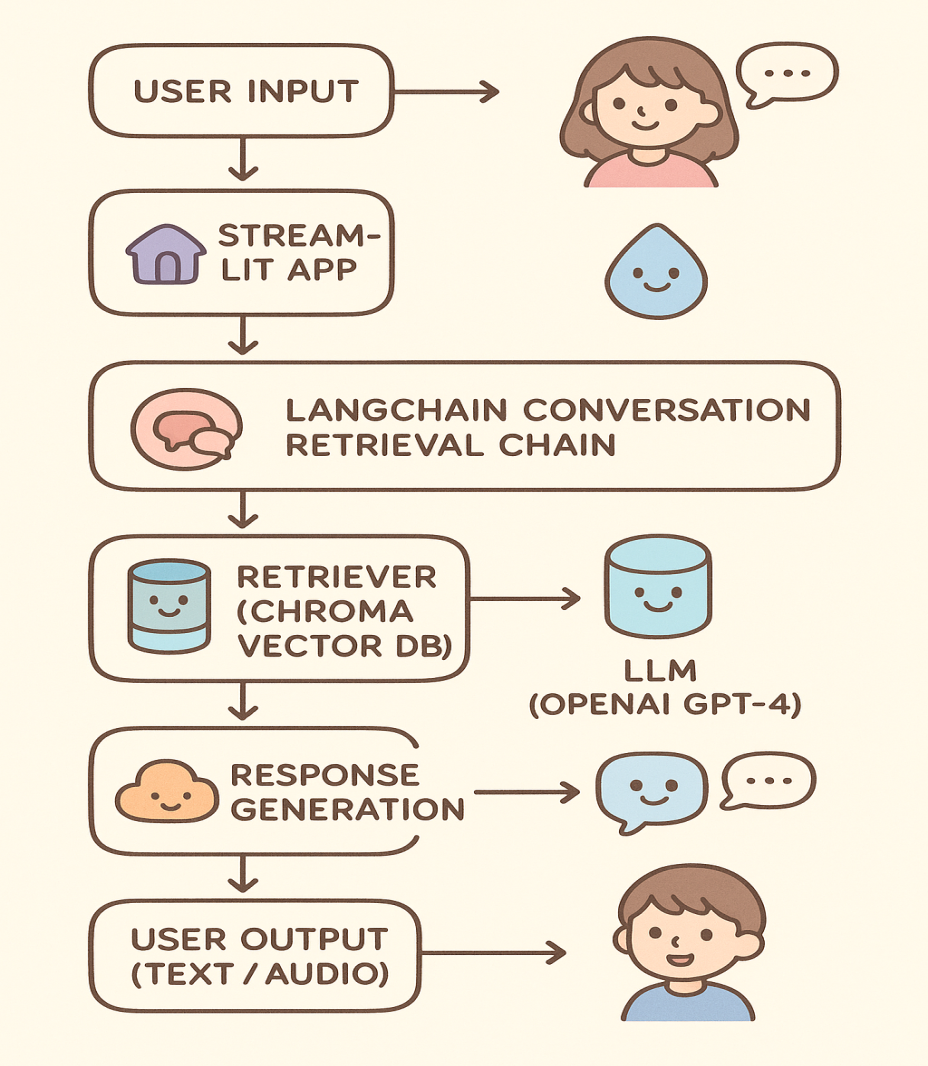 USER INPUT
STREAM-
LIT APP
LANGCHAIN CONVERSATION
RETRIEVAL CHAIN
RETRIEVER
(CHROMA
VECTOR DB)
LLM
(OPENAI GPT-4)
RESPONSE
GENERATION
USER OUTPUT
(TEXT / AUDIO)